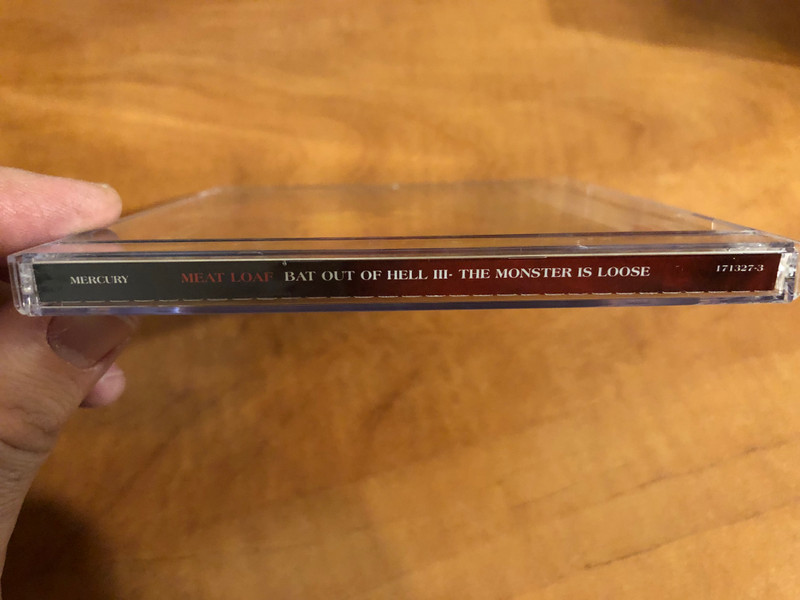 MERCURY MEAT LOAF BAT OUT OF HELL III· THE MONSTER IS LOOSE 171327-3